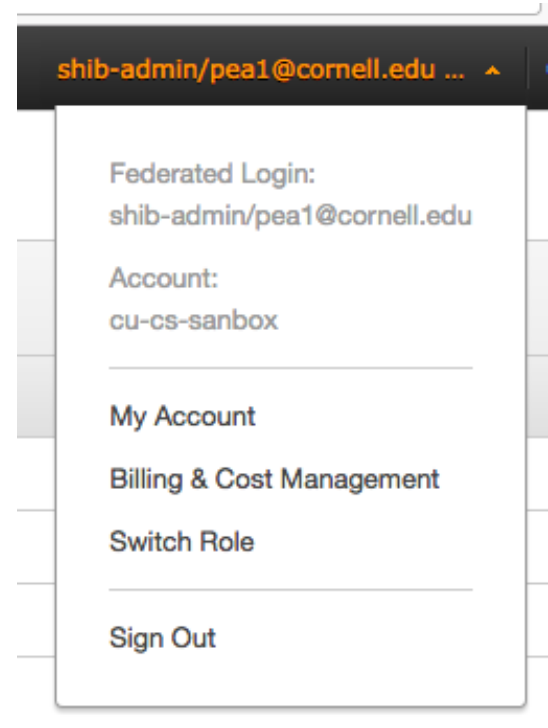 shib-admin/pea1@cornell.edu ...
Federated Login:
shib-admin/pea1@cornell.edu
Account:
cu-cs-sanbox
My Account
Billing & Cost Management
Switch Role
Sign Out